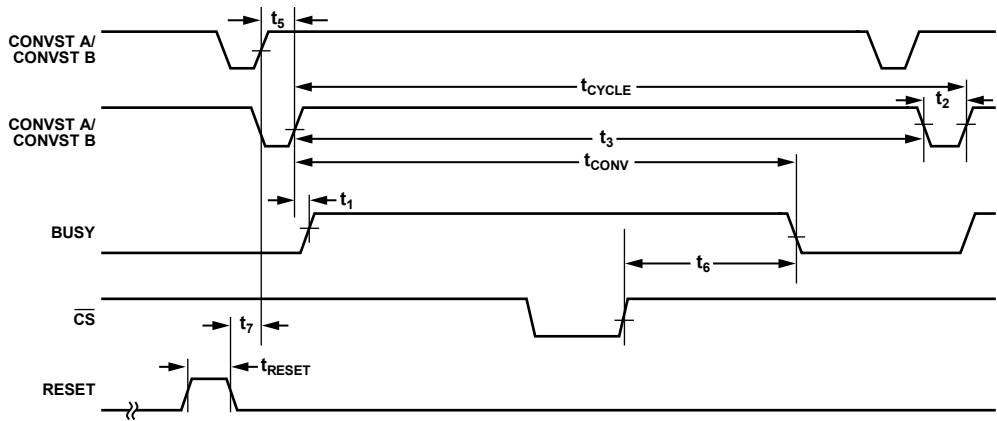 t5
CONVST A/
CONVST B
tCYCLE
t2
CONVST A/
CONVST B
t3
tCONV
t1
BUSY
t6
CS
t7
tRESET
RESET